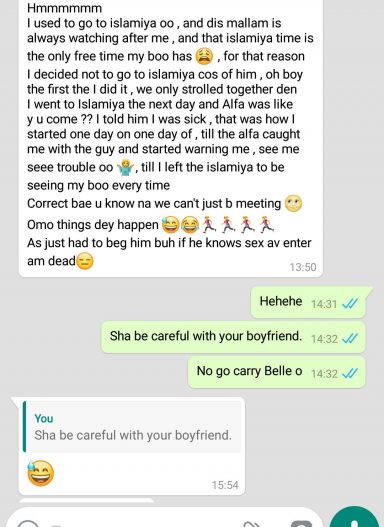 Hmmmmmm
I used to go to islamiya oo , and dis mallam is
always watching after me , and that islamiya time is
the only free time my boo has 😩 , for that reason
I decided not to go to islamiya cos of him , oh boy
the first the I did it , we only strolled together den
I went to Islamiya the next day and Alfa was like
y u come ?? I told him I was sick , that was how I
started one day on one day of , till the alfa caught
me with the guy and started warning me , see me
seee trouble oo 🤷‍♀️, till I left the islamiya to be
seeing my boo every time
Correct bae u know na we can't just b meeting 🌝
Omo things dey happen 😅😂🏃‍♀️🏃‍♀️🏃‍♀️🏃‍♀️
As just had to beg him buh if he knows sex av enter
am dead😑
13:50
Hehehe 14:31
Sha be careful with your boyfriend. 14:32
No go carry Belle o 14:32
You
Sha be careful with your boyfriend.
😅
15:54